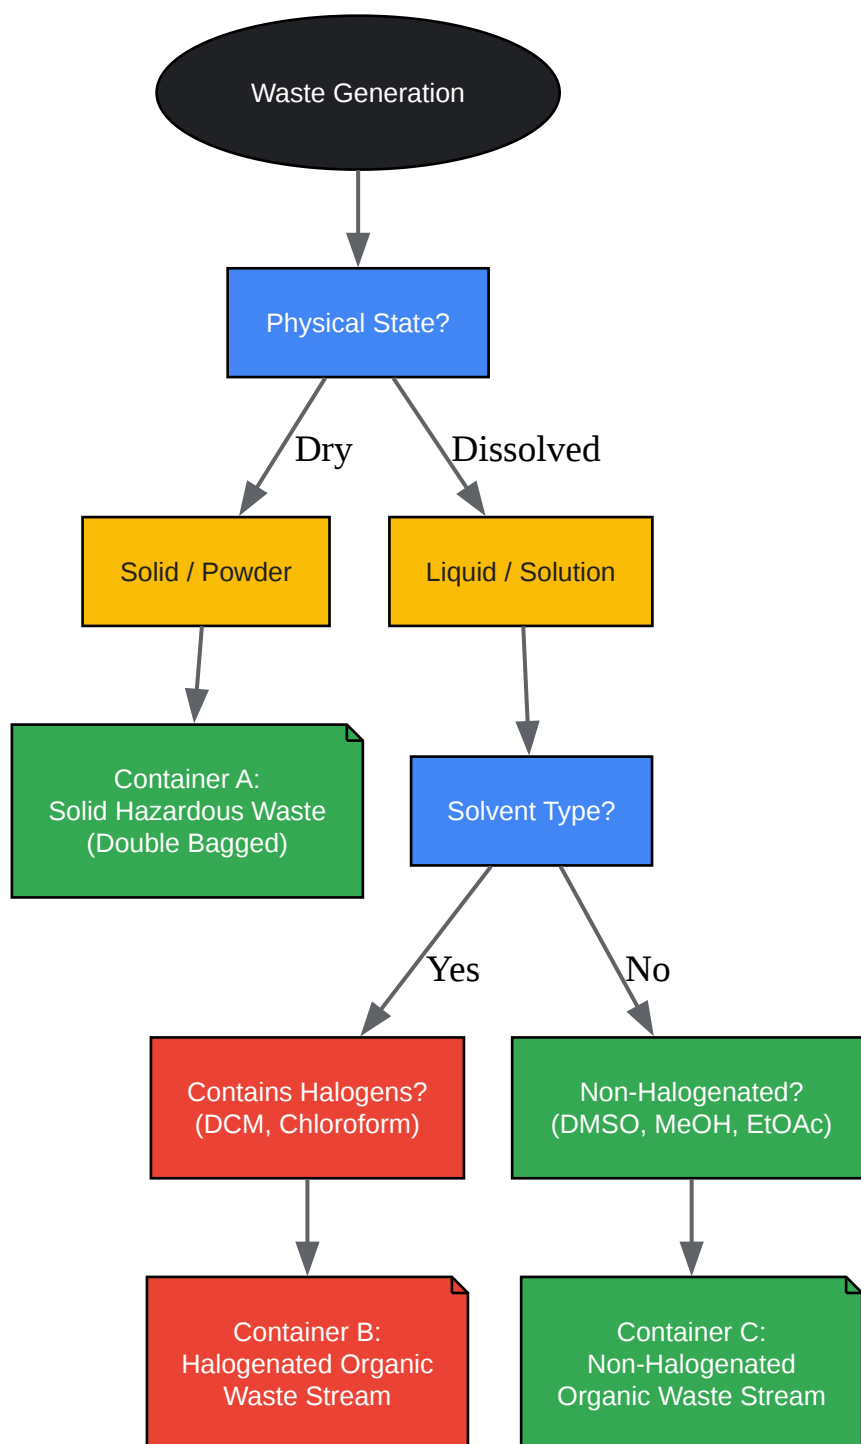 Waste Generation
Physical State?
Dry
Dissolved
Solid / Powder
Liquid / Solution
Container A:
Solid Hazardous Waste
(Double Bagged)
Solvent Type?
Yes
No
Contains Halogens?
(DCM, Chloroform)
Non-Halogenated?
(DMSO, MeOH, EtOAc)
Container B:
Halogenated Organic
Waste Stream
Container C:
Non-Halogenated
Organic Waste Stream